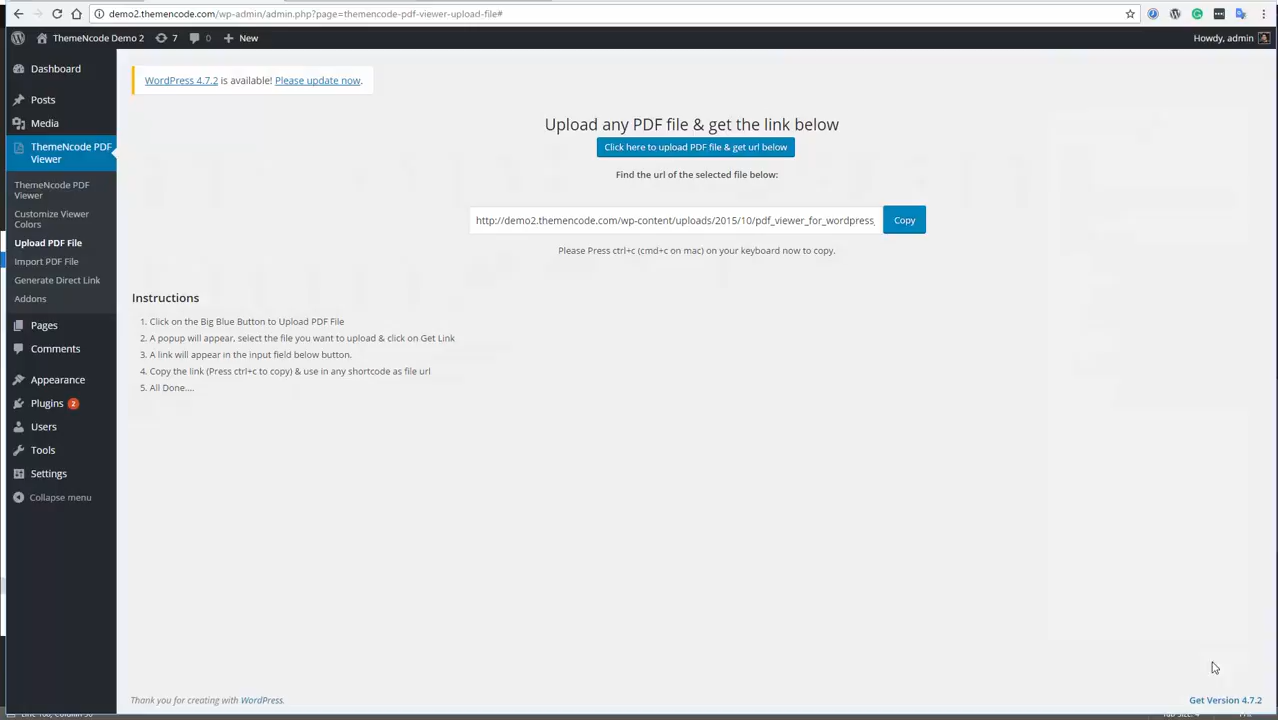 demo2.themencode.com/wp-admin/admin.php?page=themencode-pdf-viewer-upload-file#
ThemeNcode Demo 2
7
0
New
Howdy, admin
Dashboard
Posts
Media
ThemeNcode PDF
Viewer
ThemeNcode PDF
Viewer
Customize Viewer
Colors
Upload PDF File
Import PDF File
Generate Direct Link
Addons
Pages
Comments
Appearance
Plugins 2
Users
Tools
Settings
Collapse menu
WordPress 4.7.2 is available! Please update now.
Upload any PDF file & get the link below
Click here to upload PDF file & get url below
Find the url of the selected file below:
http://demo2.themencode.com/wp-content/uploads/2015/10/pdf_viewer_for_wordpress_
Copy
Please Press ctrl+c (cmd+c on mac) on your keyboard now to copy.
Instructions
1. Click on the Big Blue Button to Upload PDF File
2. A popup will appear, select the file you want to upload & click on Get Link
3. A link will appear in the input field below button.
4. Copy the link (Press ctrl+c to copy) & use in any shortcode as file url
5. All Done....
Thank you for creating with WordPress.
Get Version 4.7.2